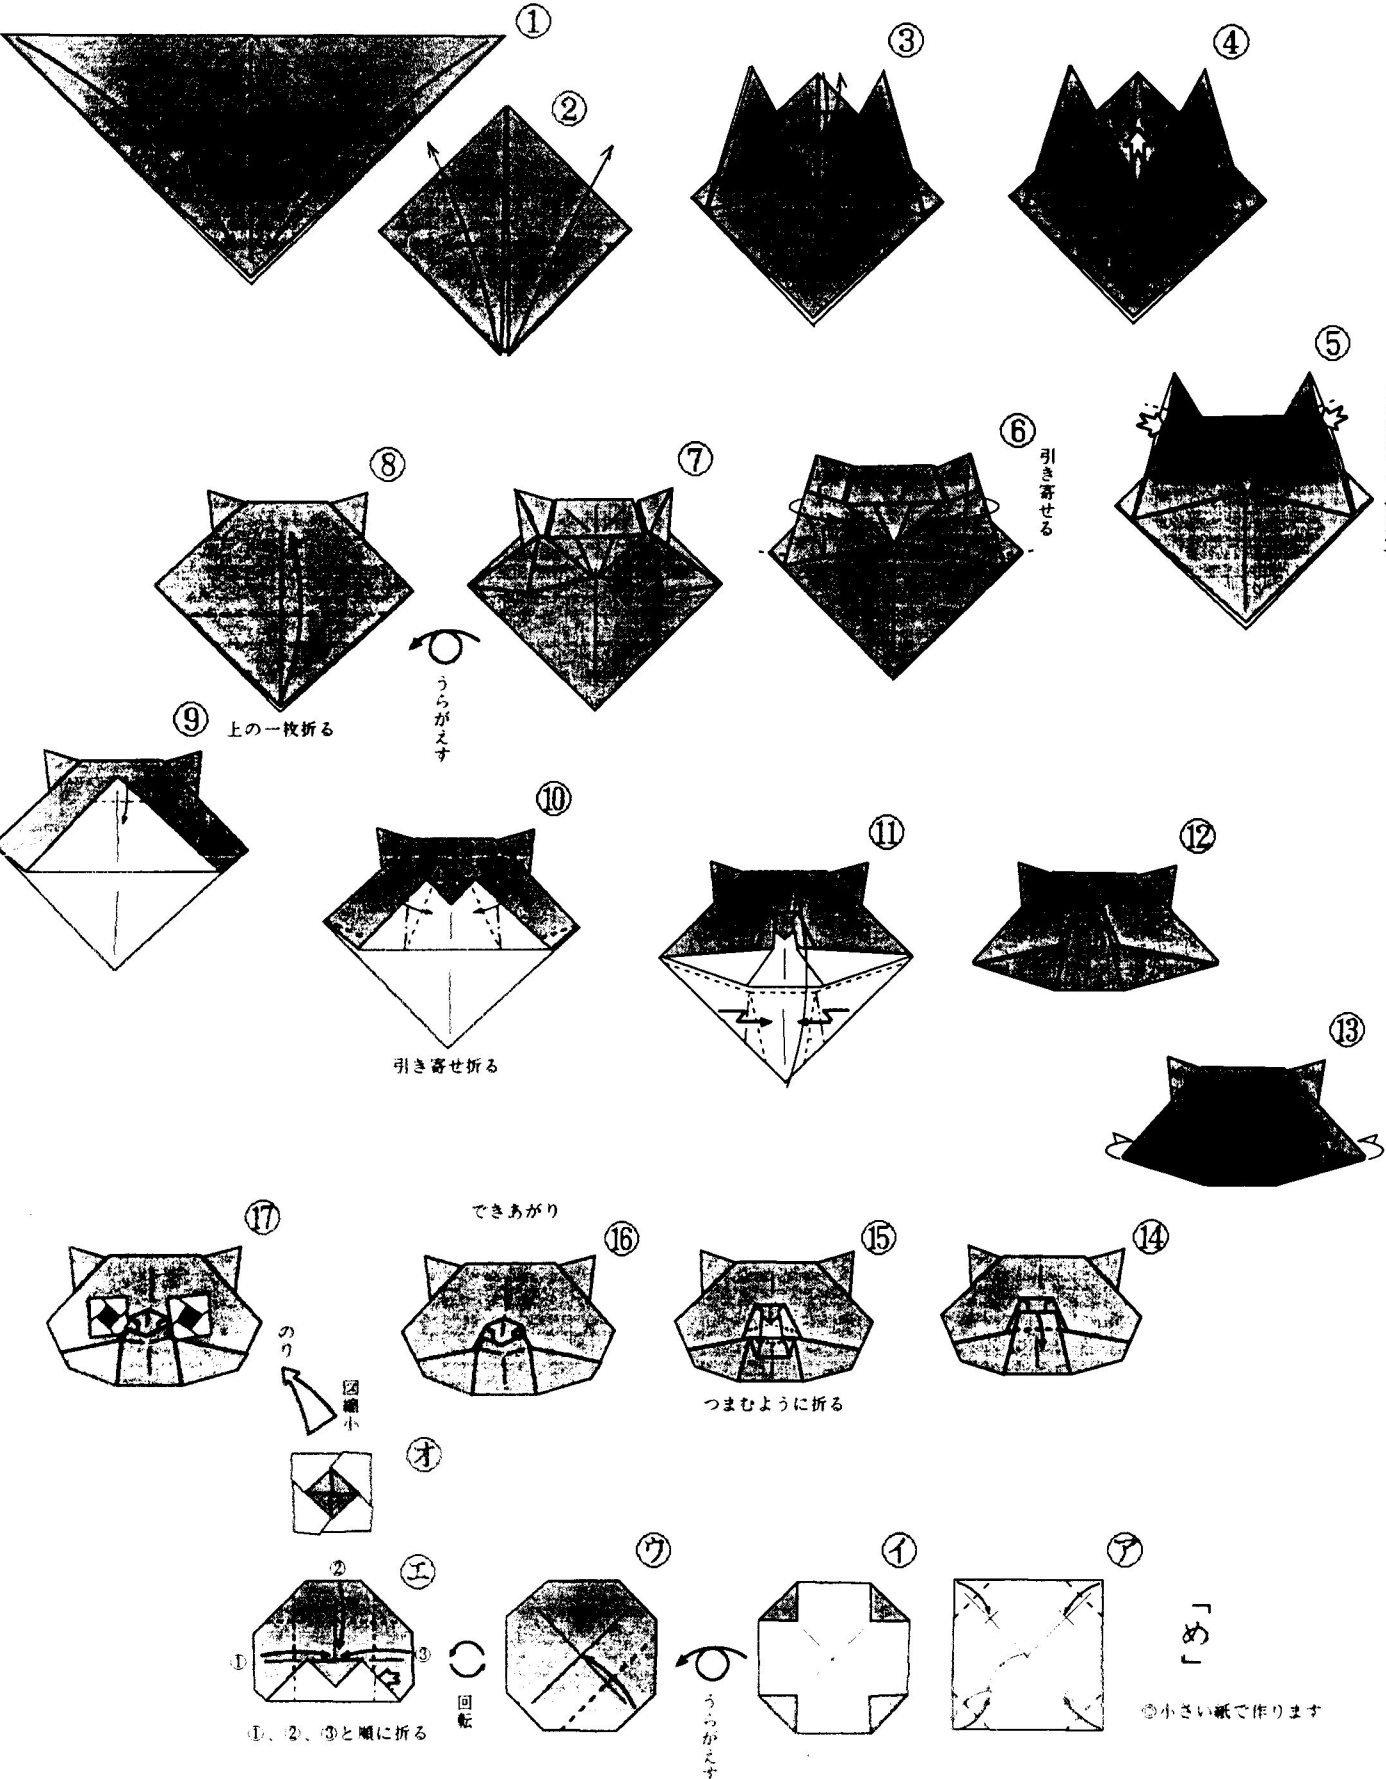 ①
②
③
④
⑤
⑥
引き寄せる
⑦
うらがえす
⑧
上の一枚折る
⑨
⑩
引き寄せ折る
⑪
⑫
⑬
⑭
⑮
つまむように折る
⑯
できあがり
⑰
のり
図縮小
「め」
◎小さい紙で作ります
㋐
㋑
うらがえす
㋒
回転
㋓
①
②
③
①、②、③と順に折る
㋔